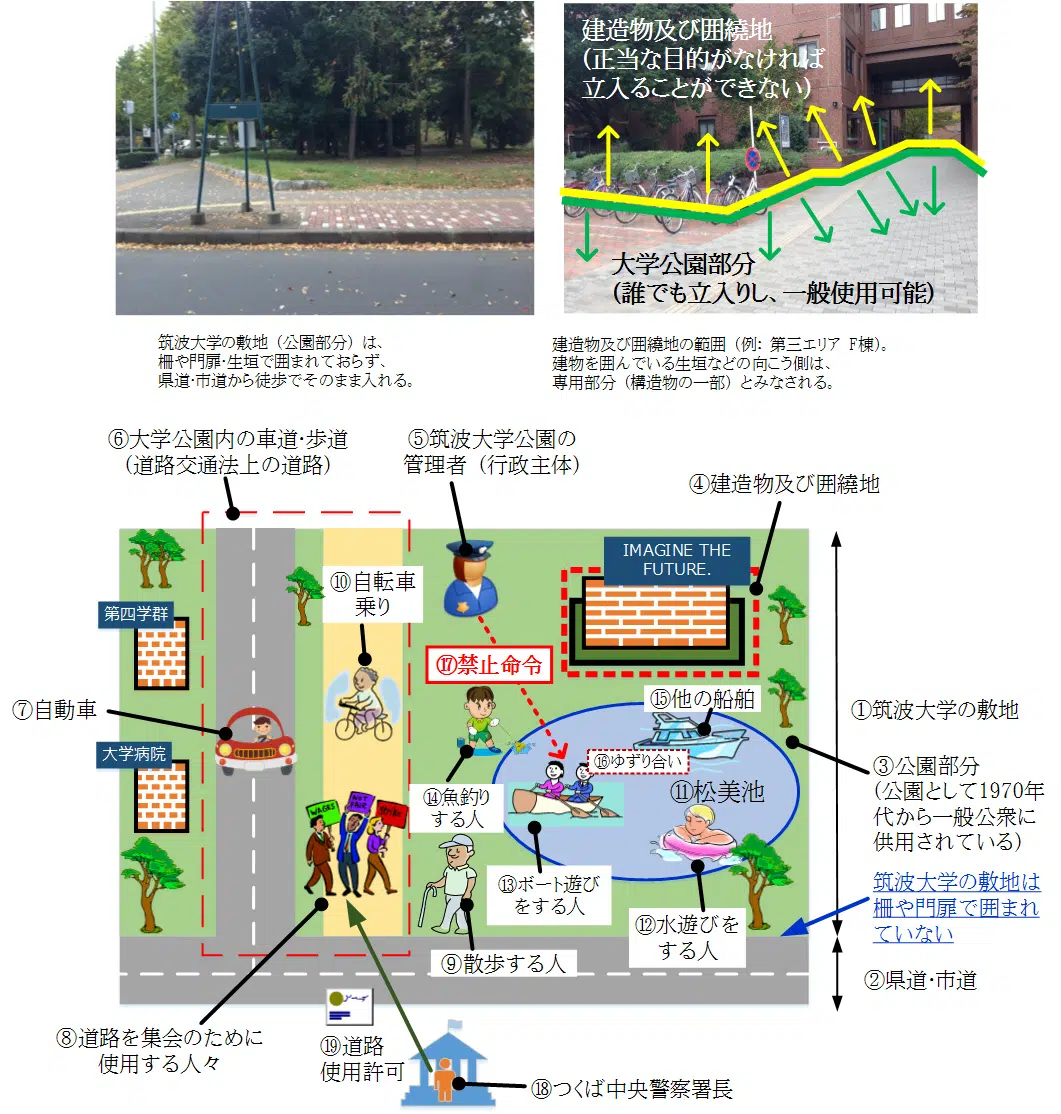 建造物及び囲繞地
(正当な目的がなければ
立入ることができない)
大学公園部分
(誰でも立入りし、一般使用可能)
筑波大学の敷地（公園部分）は、
柵や門扉・生垣で囲まれておらず、
県道・市道から徒歩でそのまま入れる。
建造物及び囲繞地の範囲（例: 第三エリア F棟)。
建物を囲んでいる生垣などの向こう側は、
専用部分（構造物の一部）とみなされる。
⑥大学公園内の車道・歩道
(道路交通法上の道路)
⑤筑波大学公園の
管理者（行政主体）
④建造物及び囲繞地
IMAGINE THE
FUTURE.
⑩自転車
乗り
第四学群
⑰禁止命令
⑦自動車
⑮他の船舶
①筑波大学の敷地
大学病院
⑯ゆずり合い
③公園部分
(公園として1970年
代から一般公衆に
供用されている)
⑭魚釣り
する人
⑪松美池
WAGES
NOT
FAIR
STRIKE
⑬ボート遊び
をする人
筑波大学の敷地は
柵や門扉で囲まれ
ていない
⑫水遊びを
する人
⑨散歩する人
②県道・市道
⑧道路を集会のために
使用する人々
⑲道路
使用許可
⑱つくば中央警察署長